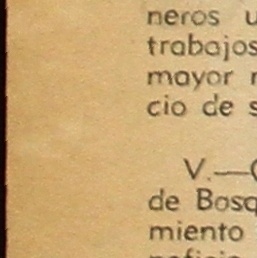 neros u
trabajos
mayor r
cio de s
V.—C
de Bosq
miento